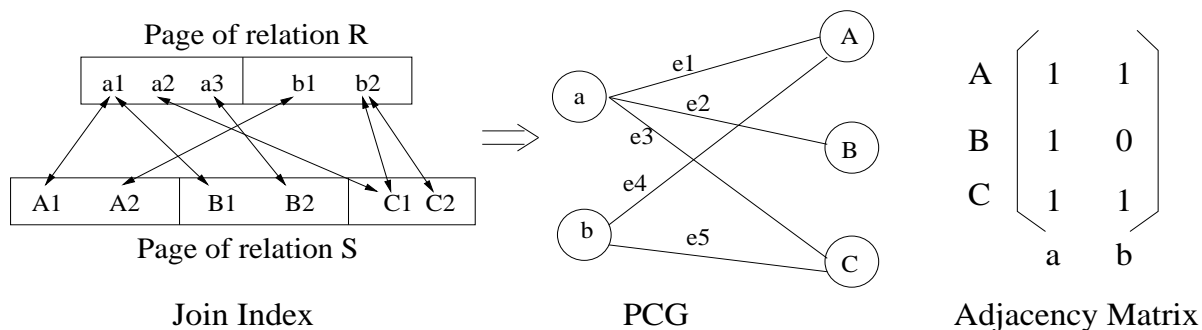 Page of relation R
a1 a2 a3 b1 b2
A1 A2 B1 B2 C1 C2
Page of relation S
Join Index
a
b
A
B
C
e1
e2
e3
e4
e5
PCG
A 1 1
B 1 0
C 1 1
a b
Adjacency Matrix